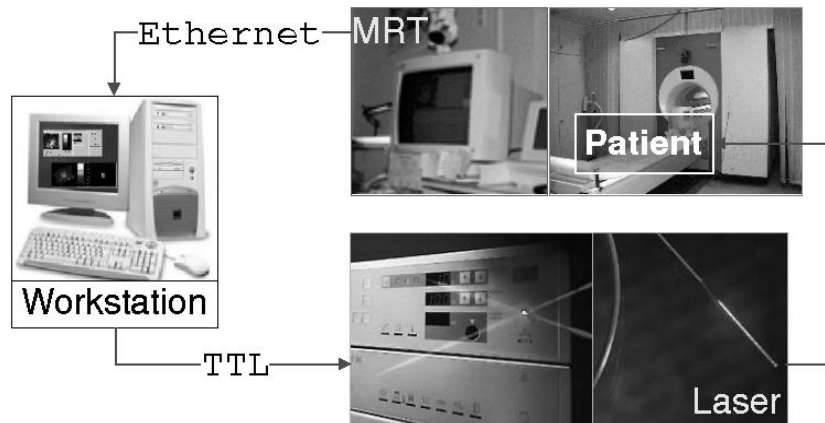 Ethernet
MRT
Patient
Workstation
TTL
Laser